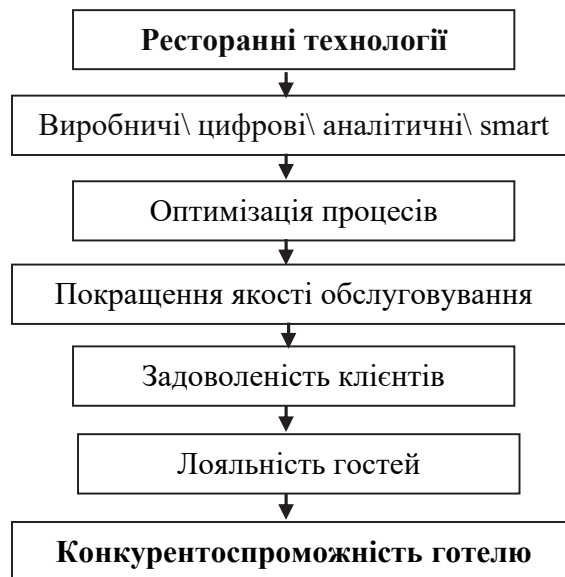 Ресторанні технології
Виробничі\ цифрові\ аналітичні\ smart
Оптимізація процесів
Покращення якості обслуговування
Задоволеність клієнтів
Лояльність гостей
Конкурентоспроможність готелю